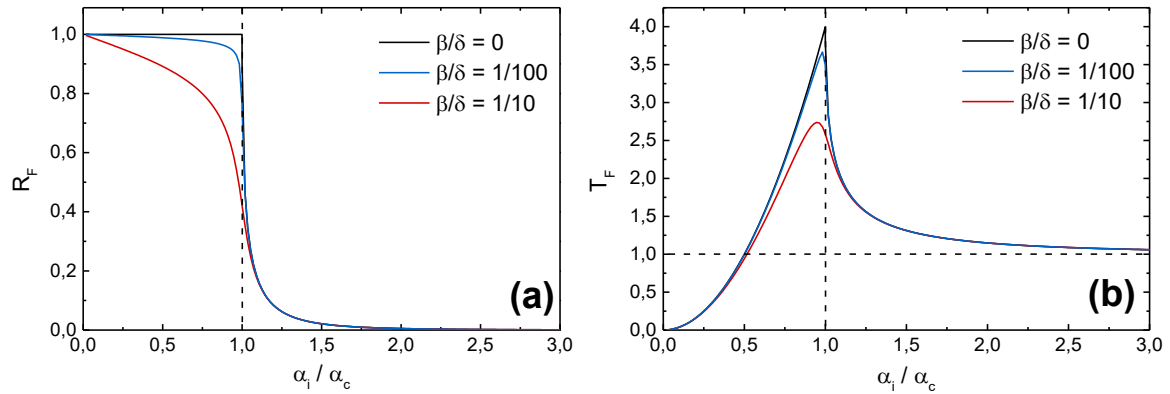 1,0
0,8
0,6
0,4
0,2
0,0
R_F
β/δ = 0
β/δ = 1/100
β/δ = 1/10
(a)
0,0 0,5 1,0 1,5 2,0 2,5 3,0
α_i / α_c
4,0
3,5
3,0
2,5
2,0
1,5
1,0
0,5
0,0
T_F
β/δ = 0
β/δ = 1/100
β/δ = 1/10
(b)
0,0 0,5 1,0 1,5 2,0 2,5 3,0
α_i / α_c